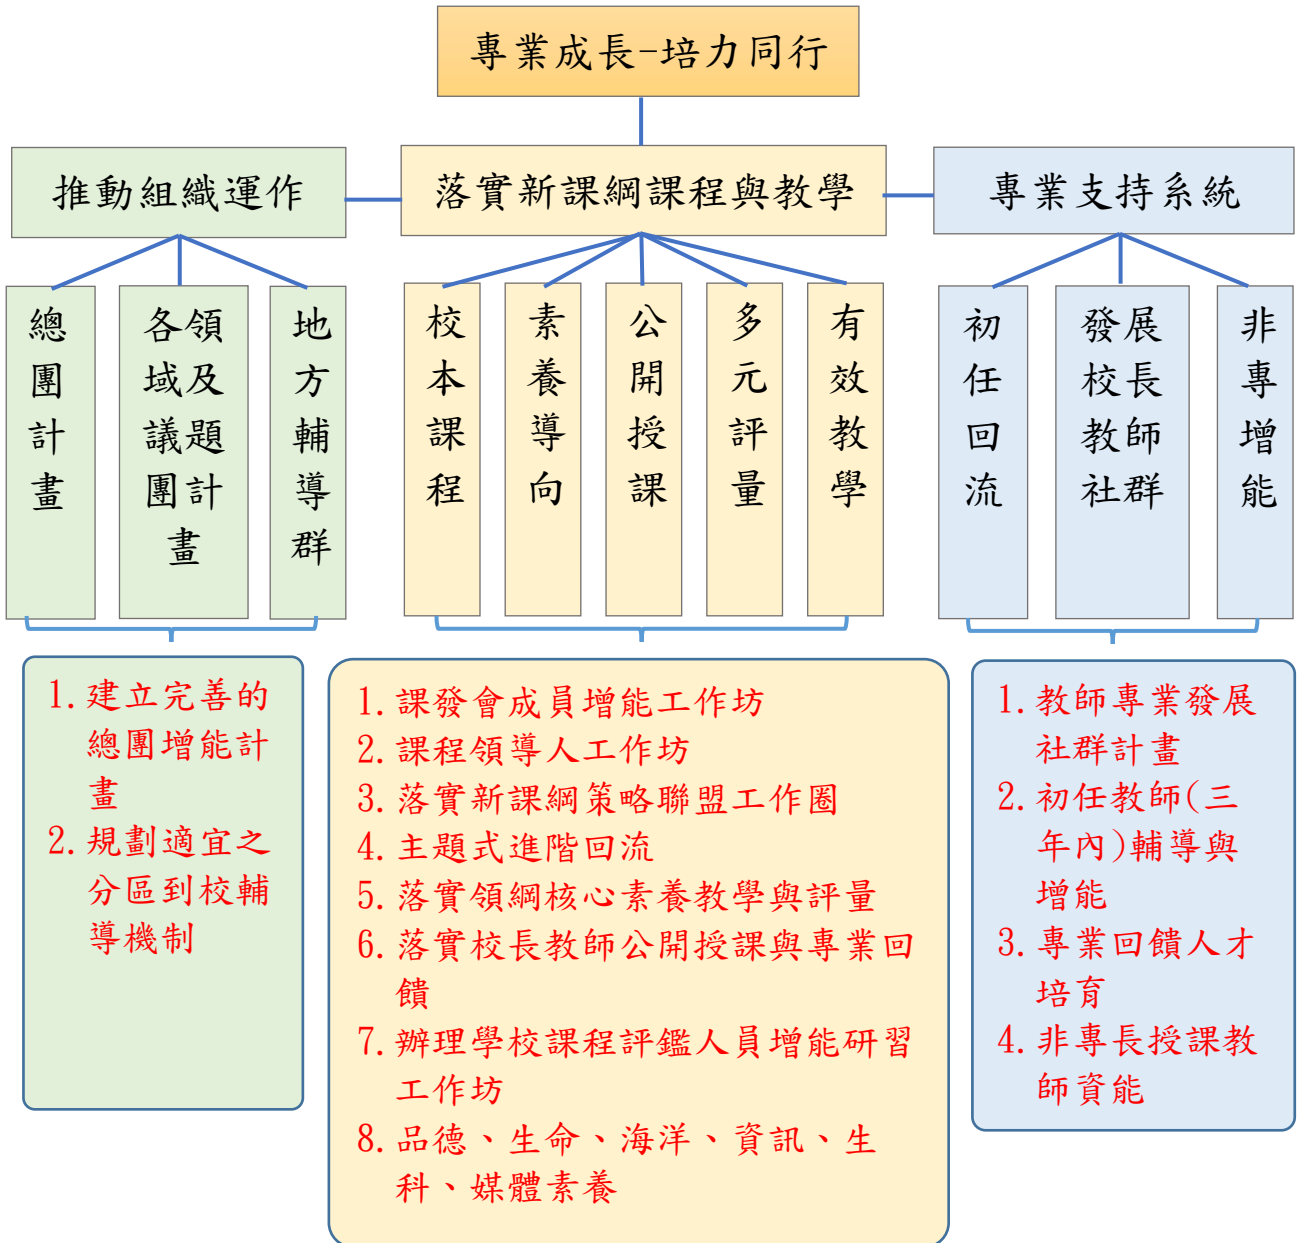 專業成長-培力同行
推動組織運作
落實新課綱課程與教學
專業支持系統
總團計畫
各領域及議題團計畫
地方輔導群
校本課程
素養導向
公開授課
多元評量
有效教學
初任回流
發展校長教師社群
非專增能
1. 建立完善的
總團增能計
畫
2. 規劃適宜之
分區到校輔
導機制
1. 課發會成員增能工作坊
2. 課程領導人工作坊
3. 落實新課綱策略聯盟工作圈
4. 主題式進階回流
5. 落實領綱核心素養教學與評量
6. 落實校長教師公開授課與專業回
饋
7. 辦理學校課程評鑑人員增能研習
工作坊
8. 品德、生命、海洋、資訊、生
科、媒體素養
1. 教師專業發展
社群計畫
2. 初任教師(三
年內)輔導與
增能
3. 專業回饋人才
培育
4. 非專長授課教
師資能